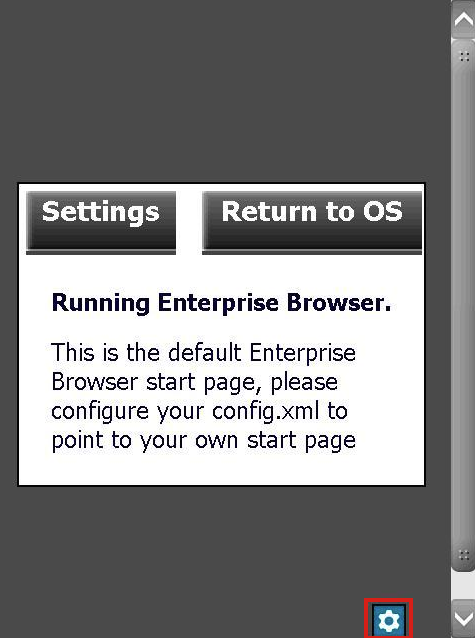 Settings
Return to OS
Running Enterprise Browser.
This is the default Enterprise
Browser start page, please
configure your config.xml to
point to your own start page